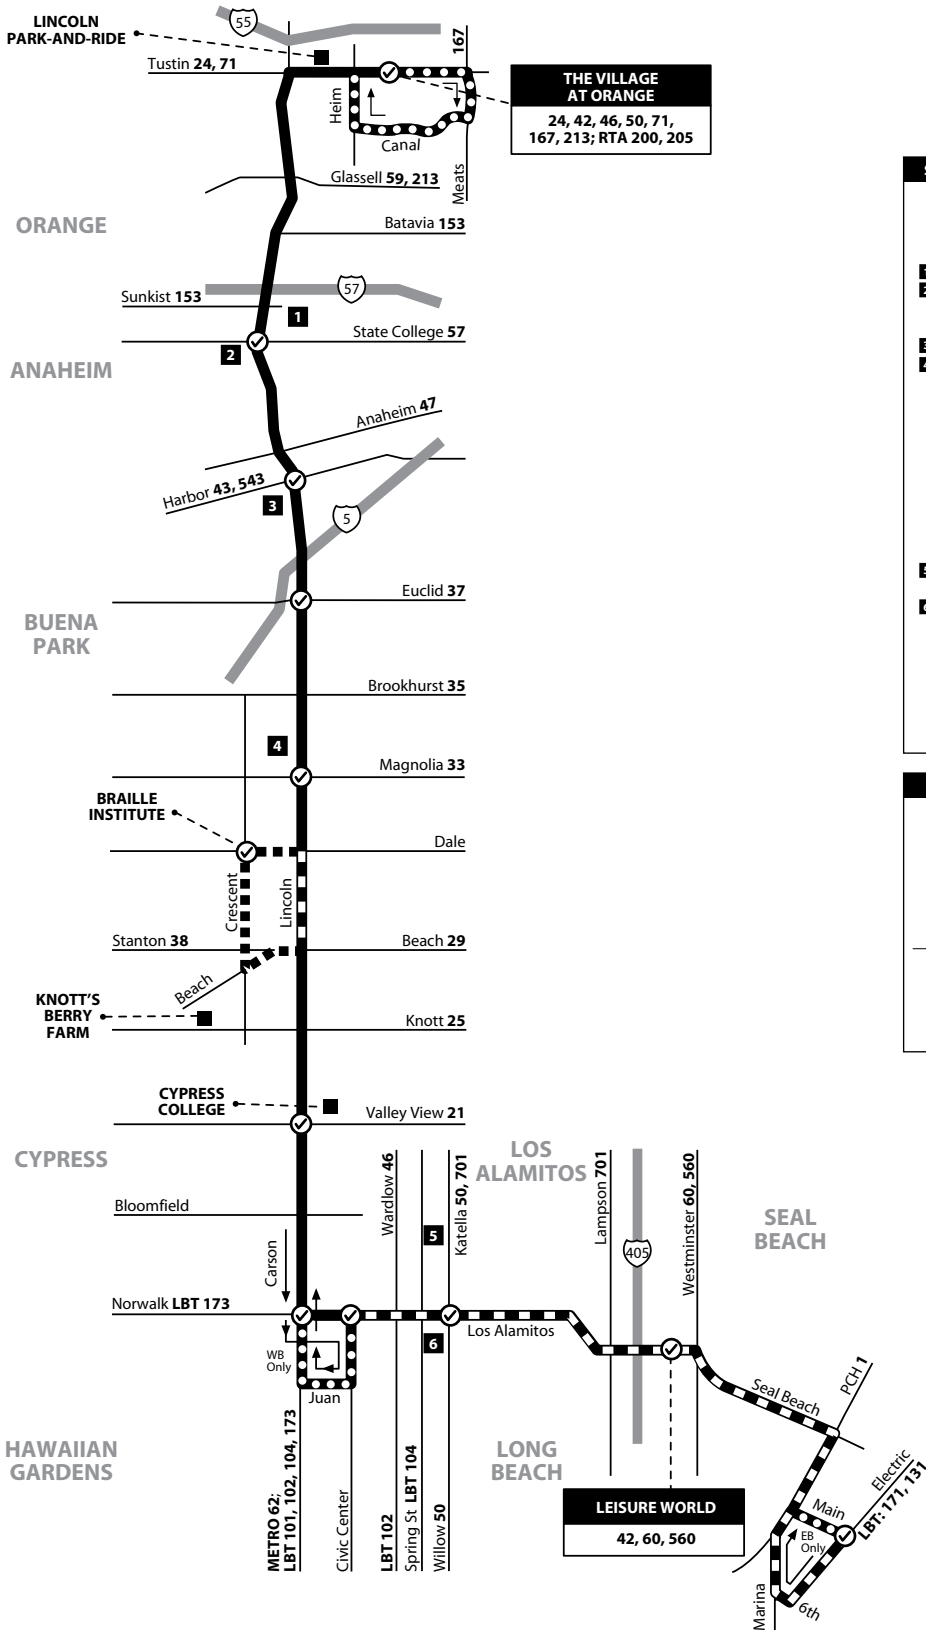 LINCOLN
PARK-AND-RIDE
55
167
Tustin 24, 71
THE VILLAGE
AT ORANGE
24, 42, 46, 50, 71,
167, 213; RTA 200, 205
Heim
Canal
Meats
Glassell 59, 213
ORANGE
Batavia 153
57
Sunkist 153
1
State College 57
2
ANAHEIM
Anaheim 47
Harbor 43, 543
3
5
Euclid 37
BUENA
PARK
Brookhurst 35
4
Magnolia 33
BRAILLE
INSTITUTE
Dale
Crescent
Lincoln
Stanton 38
Beach 29
Beach
KNOTT'S
BERRY
FARM
Knott 25
CYPRESS
COLLEGE
Valley View 21
CYPRESS
LOS
ALAMITOS
Wardlow 46
Katella 50, 701
Lampson 701
Westminster 60, 560
Bloomfield
5
SEAL
BEACH
Carson
405
Norwalk LBT 173
Los Alamitos
6
WB
Only
Juan
PCH 1
Seal Beach
HAWAIIAN
GARDENS
METRO 62;
LBT 101, 102, 104, 173
Civic Center
LBT 102
Spring St LBT 104
Willow 50
LONG
BEACH
LEISURE WORLD
42, 60, 560
Electric
LBT: 171, 131
Main
EB
Only
Marina
6th